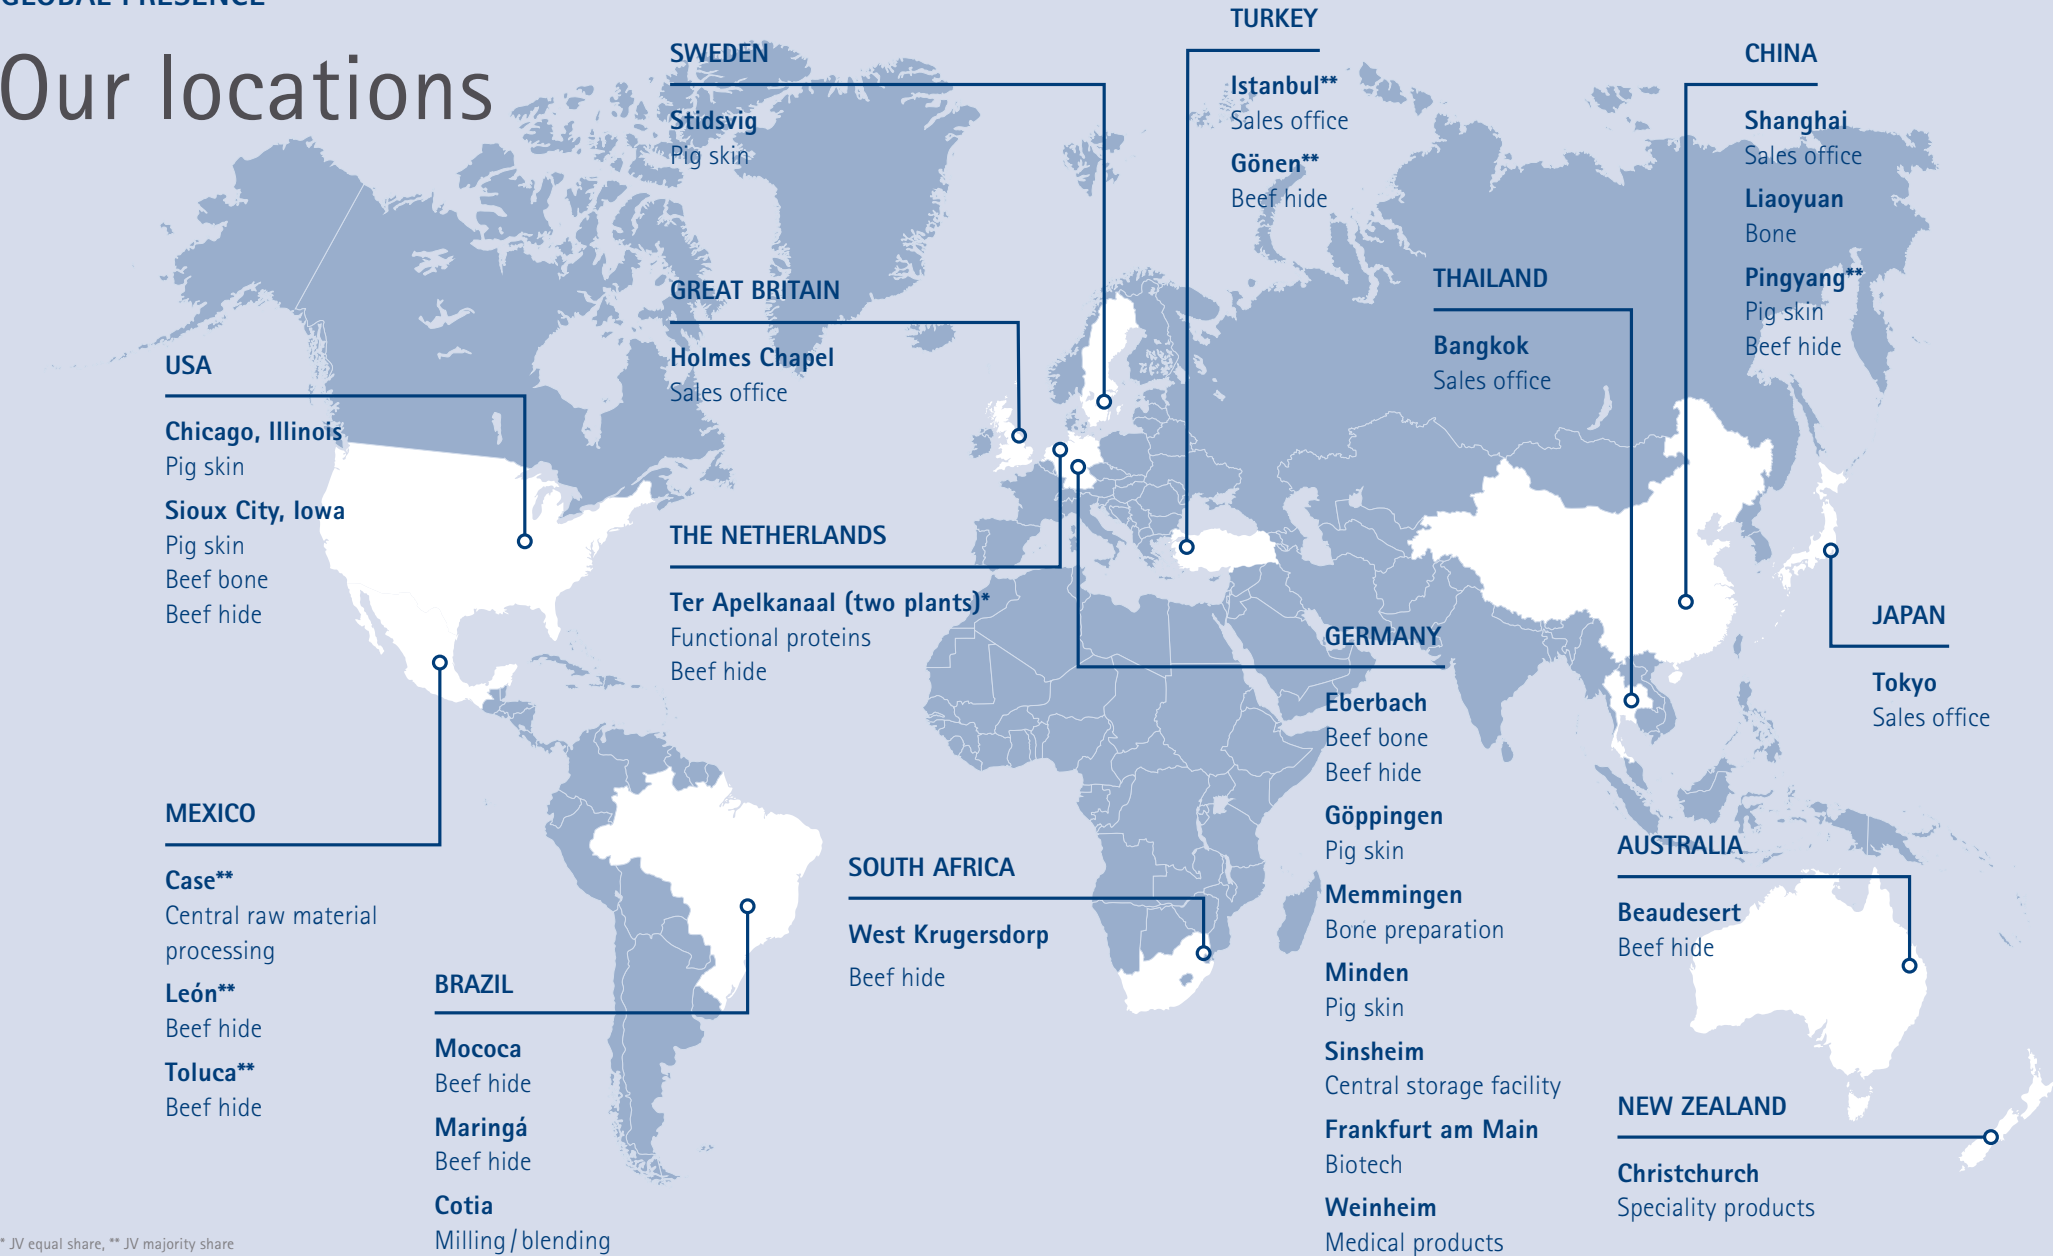 GLOBAL PRESENCE
Our locations
SWEDEN
Stidsvig
Pig skin
TURKEY
Istanbul**
Sales office
Gönen**
Beef hide
CHINA
Shanghai
Sales office
Liaoyuan
Bone
Pingyang**
Pig skin
Beef hide
GREAT BRITAIN
Holmes Chapel
Sales office
THAILAND
Bangkok
Sales office
USA
Chicago, Illinois
Pig skin
Sioux City, Iowa
Pig skin
Beef bone
Beef hide
THE NETHERLANDS
Ter Apelkanaal (two plants)*
Functional proteins
Beef hide
GERMANY
Eberbach
Beef bone
Beef hide
Göppingen
Pig skin
Memmingen
Bone preparation
Minden
Pig skin
Sinsheim
Central storage facility
Frankfurt am Main
Biotech
Weinheim
Medical products
JAPAN
Tokyo
Sales office
MEXICO
Case**
Central raw material
processing
León**
Beef hide
Toluca**
Beef hide
BRAZIL
Mococa
Beef hide
Maringá
Beef hide
Cotia
Milling / blending
SOUTH AFRICA
West Krugersdorp
Beef hide
AUSTRALIA
Beaudesert
Beef hide
NEW ZEALAND
Christchurch
Speciality products
* JV equal share, ** JV majority share